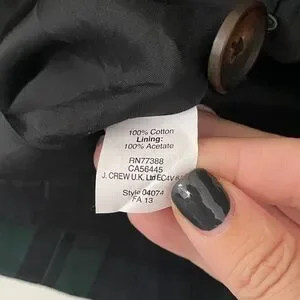 100% Cotton
Lining:
100% Acetate
RN77388
CA56445
J. CREW U.K. Ltd EC4V
Style 04074
FA 13